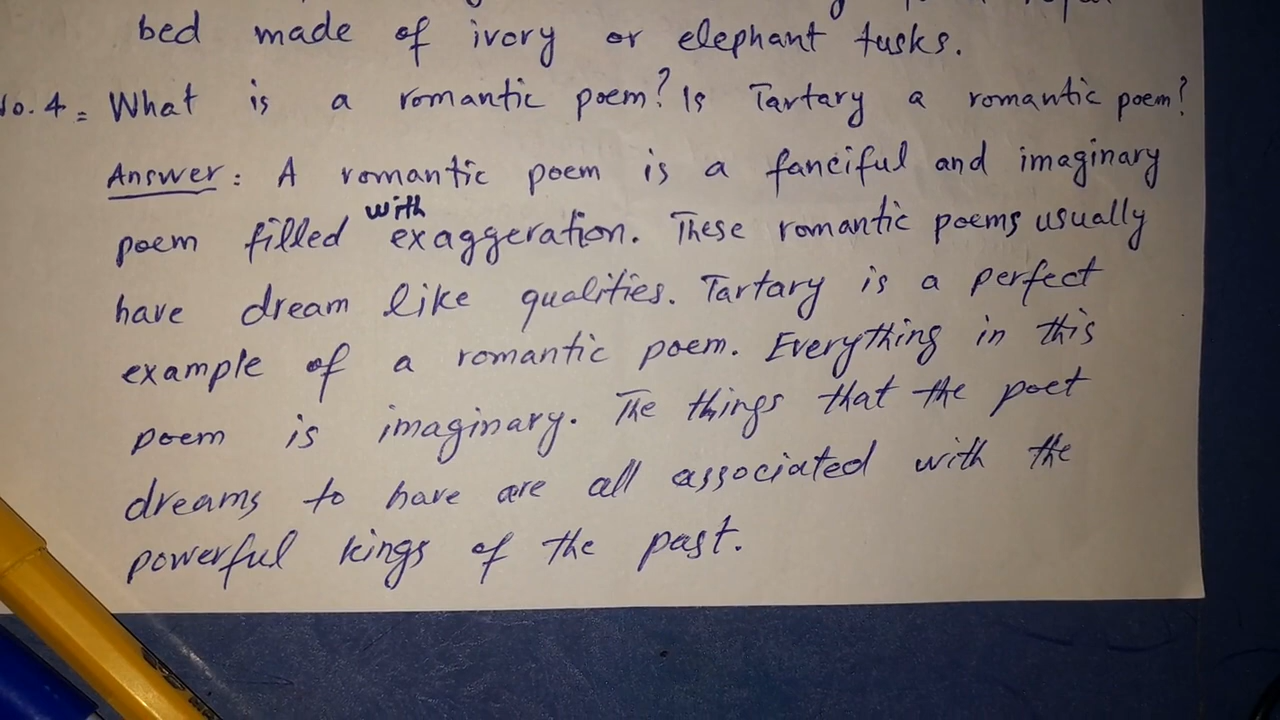 bed made of ivory or elephant tusks.
No. 4 = What is a romantic poem? Is Tartary a romantic poem?
Answer: A romantic poem is a fanciful and imaginary
poem filled with exaggeration. These romantic poems usually
have dream like qualities. Tartary is a perfect
example of a romantic poem. Everything in this
poem is imaginary. The things that the poet
dreams to have are all associated with the
powerful kings of the past.